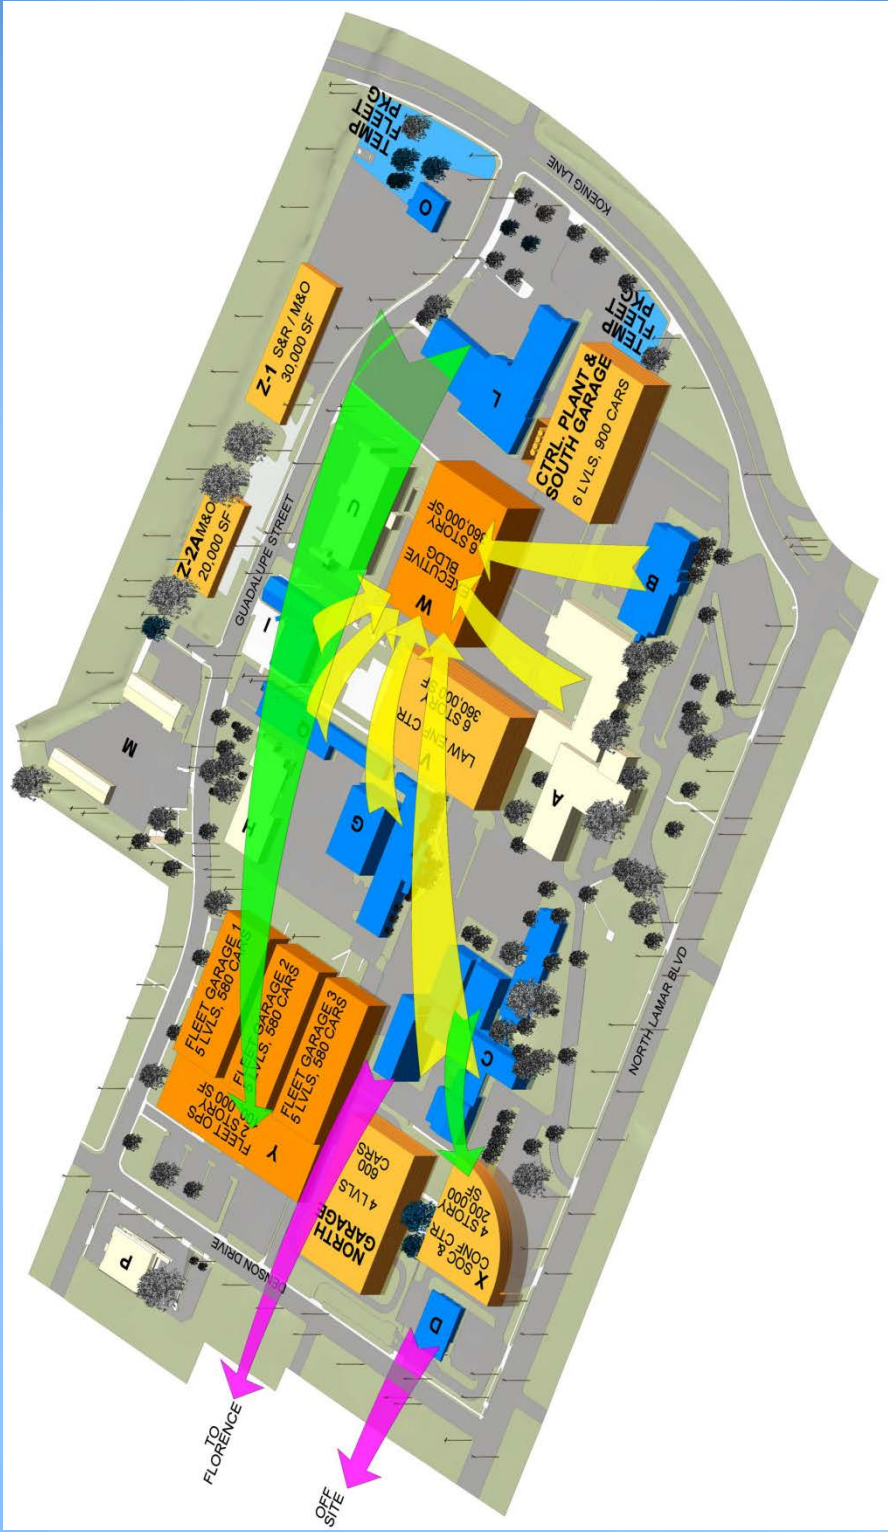 TEMP
FLEET
PKG
O
KOENIG LANE
TEMP
FLEET
PKG
Z-1 S&R / M&O
30,000 SF
L
CTRL. PLANT &
SOUTH GARAGE
6 LVLS, 900 CARS
U
Z-2A M&O
20,000 SF
GUADALUPE STREET
W
EXECUTIVE
BLDG
6 STORY
360,000 SF
B
I
V
LAW ENF CTR
6 STORY
360,000 SF
M
Q
H
G
A
NORTH LAMAR BLVD
FLEET GARAGE 1
5 LVLS, 580 CARS
FLEET GARAGE 2
5 LVLS, 580 CARS
FLEET GARAGE 3
5 LVLS, 580 CARS
C
Y
FLEET OPS
2 STORY
SF
NORTH
GARAGE
4 LVLS
600
CARS
X
SOC &
CONF CTR
4 STORY
200,000
SF
P
DENSON DRIVE
D
TO
FLORENCE
OFF
SITE